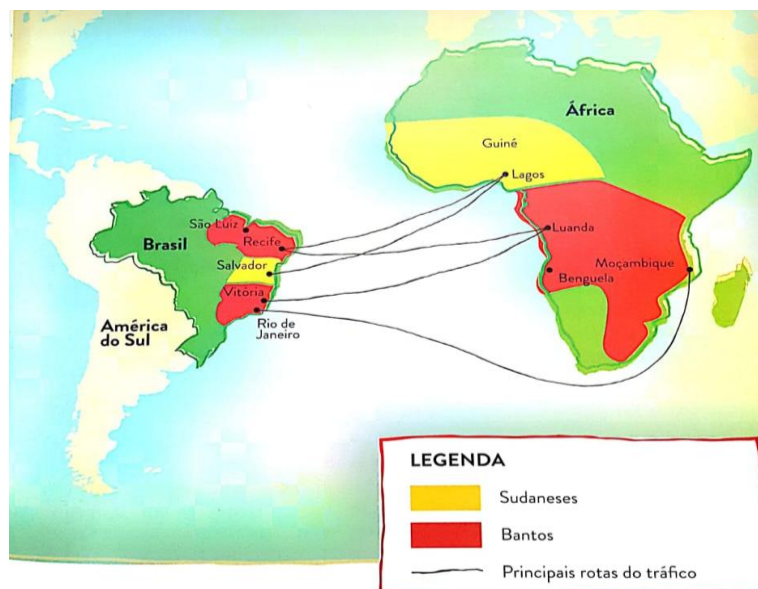 África
Guiné
Lagos
São Luiz
Brasil
Recife
Luanda
Salvador
Moçambique
Benguela
Vitória
Rio de
Janeiro
América
do Sul
LEGENDA
Sudaneses
Bantos
Principais rotas do tráfico